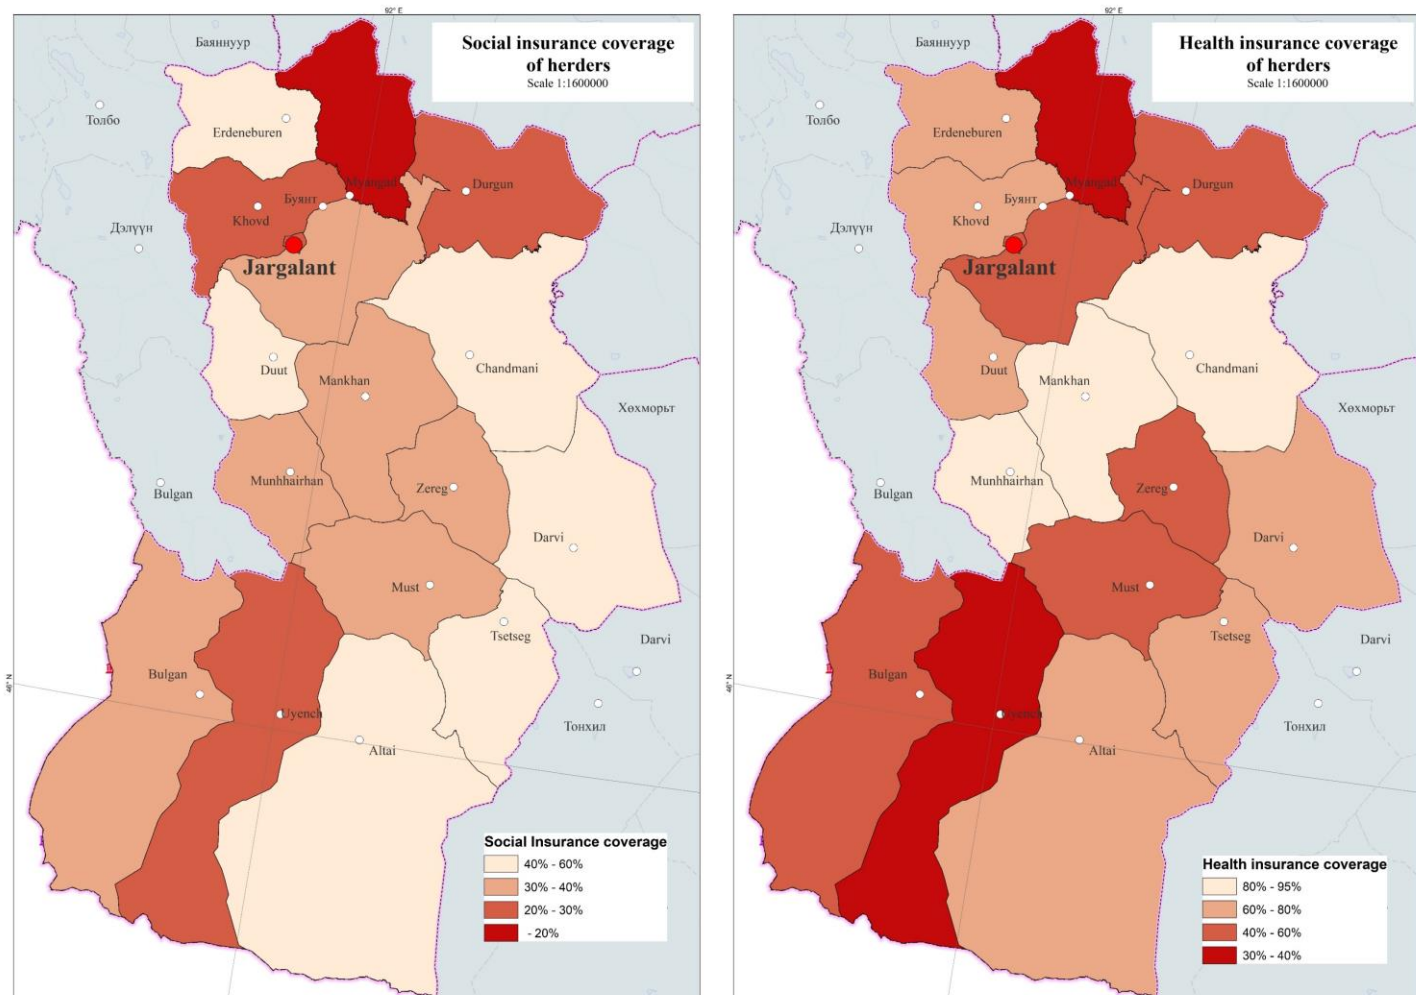 92° E
Баяннуур
Social insurance coverage
of herders
Scale 1:1600000
Толбо
Erdeneburen
Myangad
Durgun
Буянт
Khovd
Дэлүүн
Jargalant
Duut
Mankhan
Chandmani
Хөхморьт
Munhhairhan
Zereg
Bulgan
Darvi
Must
Tsetseg
Darvi
Bulgan
46° N
Uyench
Тонхил
Altai
Social Insurance coverage
40% - 60%
30% - 40%
20% - 30%
- 20%
92° E
Баяннуур
Health insurance coverage
of herders
Scale 1:1600000
Толбо
Erdeneburen
Myangad
Durgun
Буянт
Khovd
Дэлүүн
Jargalant
Duut
Mankhan
Chandmani
Хөхморьт
Munhhairhan
Zereg
Bulgan
Darvi
Must
Tsetseg
Darvi
Bulgan
46° N
Uyench
Тонхил
Altai
Health insurance coverage
80% - 95%
60% - 80%
40% - 60%
30% - 40%